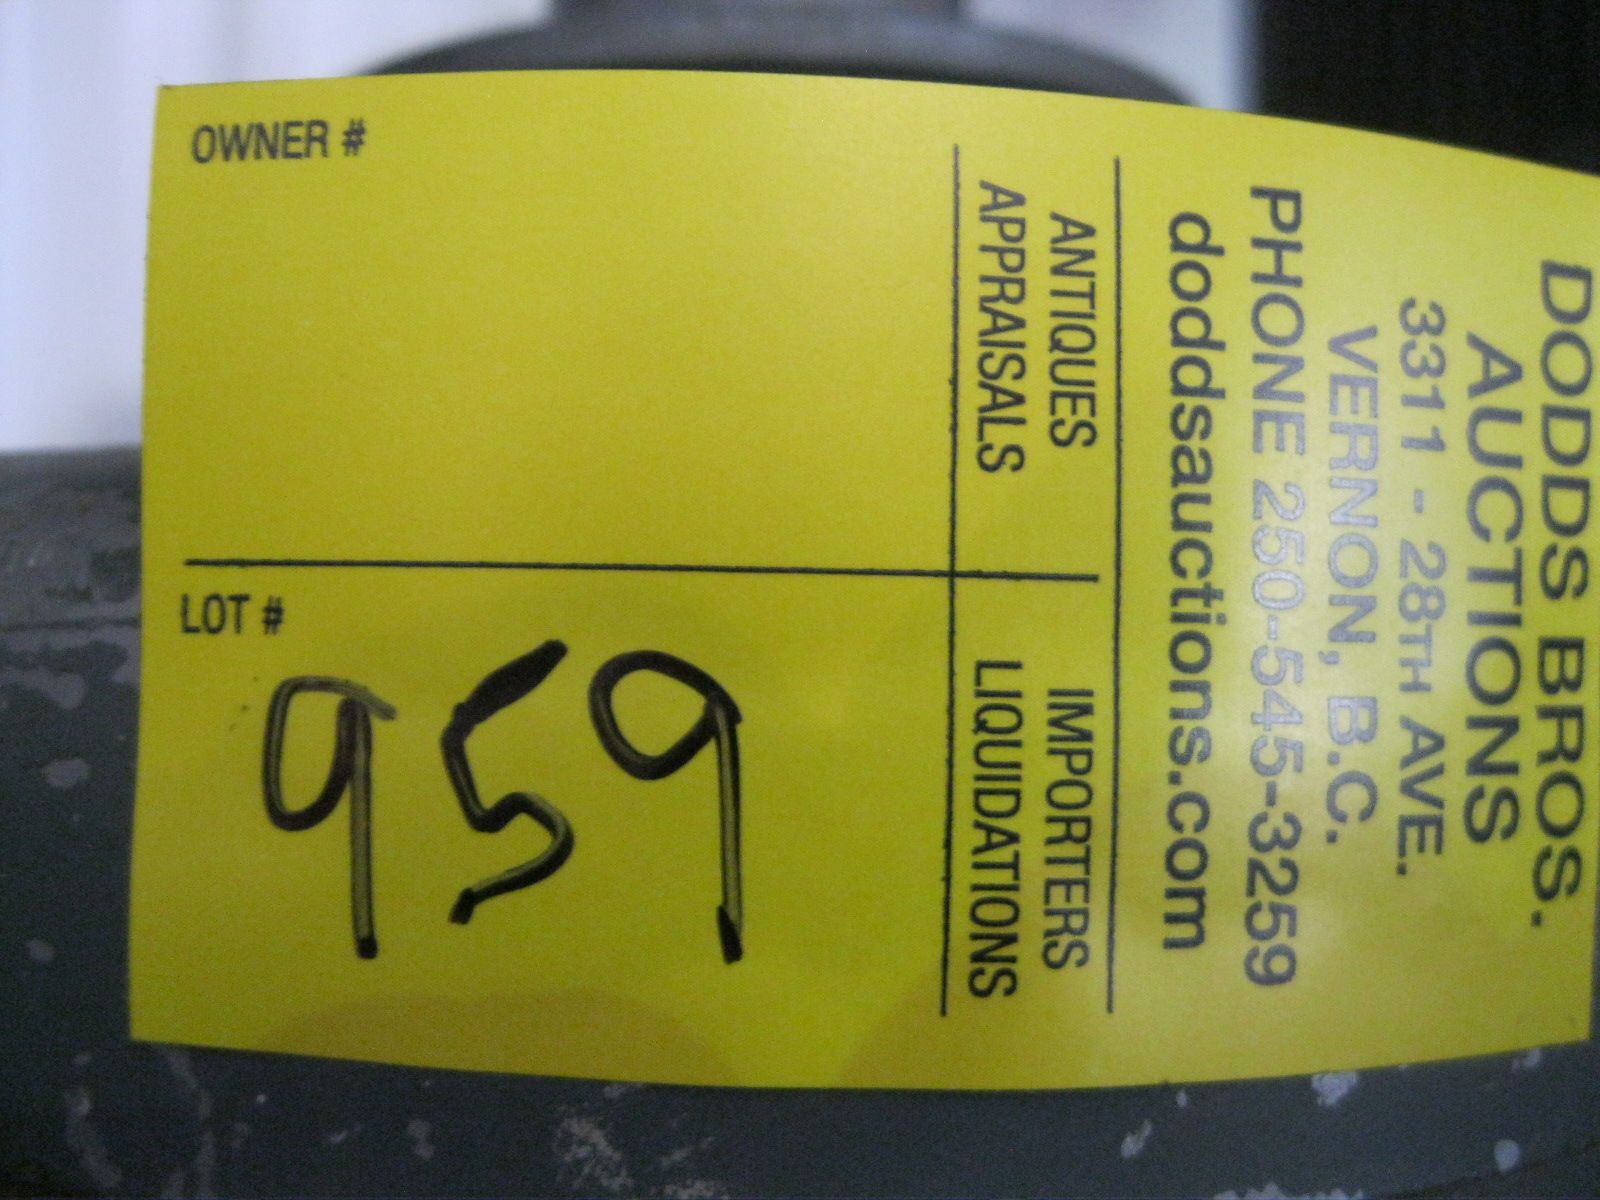 DODDS BROS.
AUCTIONS
3311 - 28TH AVE.
VERNON, B.C.
PHONE 250-545-3259
doddsauctions.com
ANTIQUES
APPRAISALS
IMPORTERS
LIQUIDATIONS
OWNER #
LOT #
959